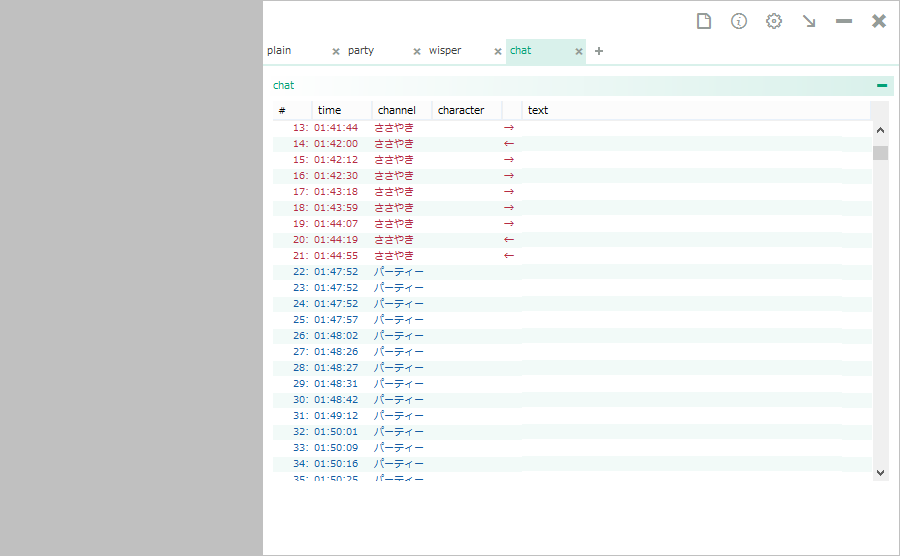 plain party wisper chat
chat
# time channel character text
13: 01:41:44 ささやき →
14: 01:42:00 ささやき ←
15: 01:42:12 ささやき →
16: 01:42:30 ささやき →
17: 01:43:18 ささやき →
18: 01:43:59 ささやき →
19: 01:44:07 ささやき →
20: 01:44:19 ささやき ←
21: 01:44:55 ささやき ←
22: 01:47:52 パーティー
23: 01:47:52 パーティー
24: 01:47:52 パーティー
25: 01:47:57 パーティー
26: 01:48:02 パーティー
27: 01:48:26 パーティー
28: 01:48:27 パーティー
29: 01:48:31 パーティー
30: 01:48:42 パーティー
31: 01:49:12 パーティー
32: 01:50:01 パーティー
33: 01:50:09 パーティー
34: 01:50:16 パーティー
35: 01:50:25 パーティー